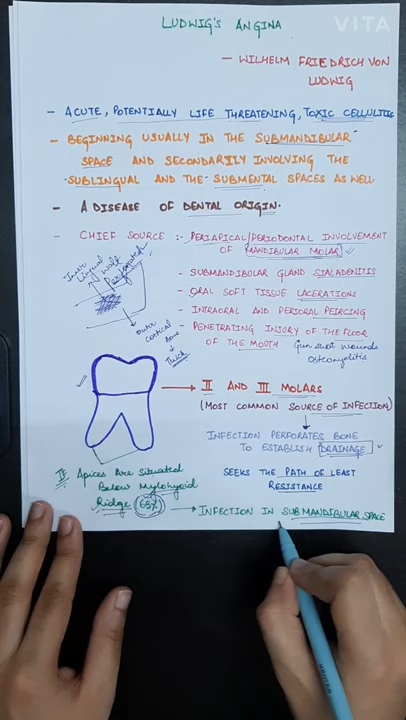 LUDWIG'S ANGINA
VITA
- WILHELM FRIEDRICH VON
LUDWIG
- ACUTE, POTENTIALLY LIFE THREATENING, TOXIC CELLULITIS
- BEGINNING USUALLY IN THE SUBMANDIBULAR
SPACE AND SECONDARILY INVOLVING THE
SUBLINGUAL AND THE SUBMENTAL SPACES AS WELL
- A DISEASE OF DENTAL ORIGIN.
- CHIEF SOURCE :- PERIAPICAL/PERIODONTAL INVOLVEMENT
OF MANDIBULAR MOLAR
- SUBMANDIBULAR GLAND SIALADENITIS
- ORAL SOFT TISSUE LACERATIONS
- INTRAORAL AND PERIORAL PEIRCING
- PENETRATING INJURY OF THE FLOOR
OF THE MOUTH Gun shot wounds
osteomyelitis
Inner
lingual
wall
Perforated
outer
cortical
bone
Thick
II AND III MOLARS
(MOST COMMON SOURCE OF INFECTION)
INFECTION PERFORATES BONE
TO ESTABLISH DRAINAGE
SEEKS THE PATH OF LEAST
RESISTANCE
If Apices Are Situated
Below Mylohyoid
Ridge 65%
INFECTION IN SUBMANDIBULAR SPACE